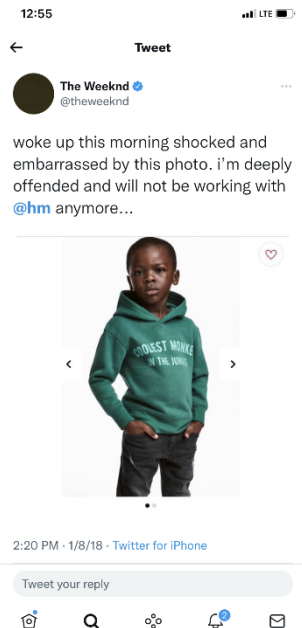 12:55
LTE
Tweet
The Weeknd
@theweeknd
woke up this morning shocked and
embarrassed by this photo. i'm deeply
offended and will not be working with
@hm anymore...
COOLEST MONKE
IN THE JUNGL
2:20 PM · 1/8/18 · Twitter for iPhone
Tweet your reply
2